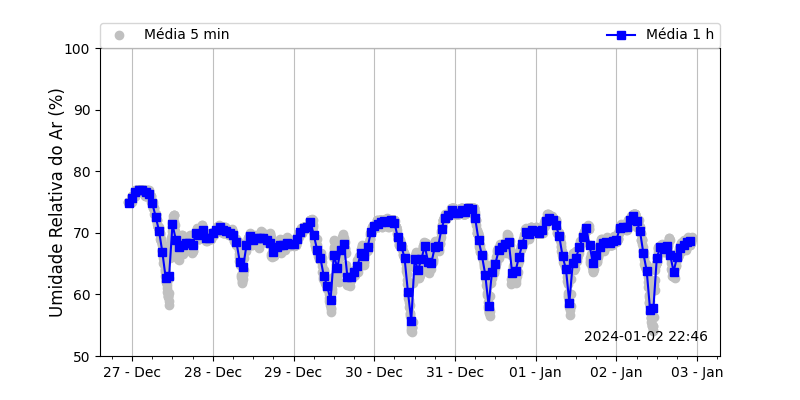 Média 5 min
Média 1 h
Umidade Relativa do Ar (%)
100
90
80
70
60
50
2024-01-02 22:46
27 - Dec
28 - Dec
29 - Dec
30 - Dec
31 - Dec
01 - Jan
02 - Jan
03 - Jan